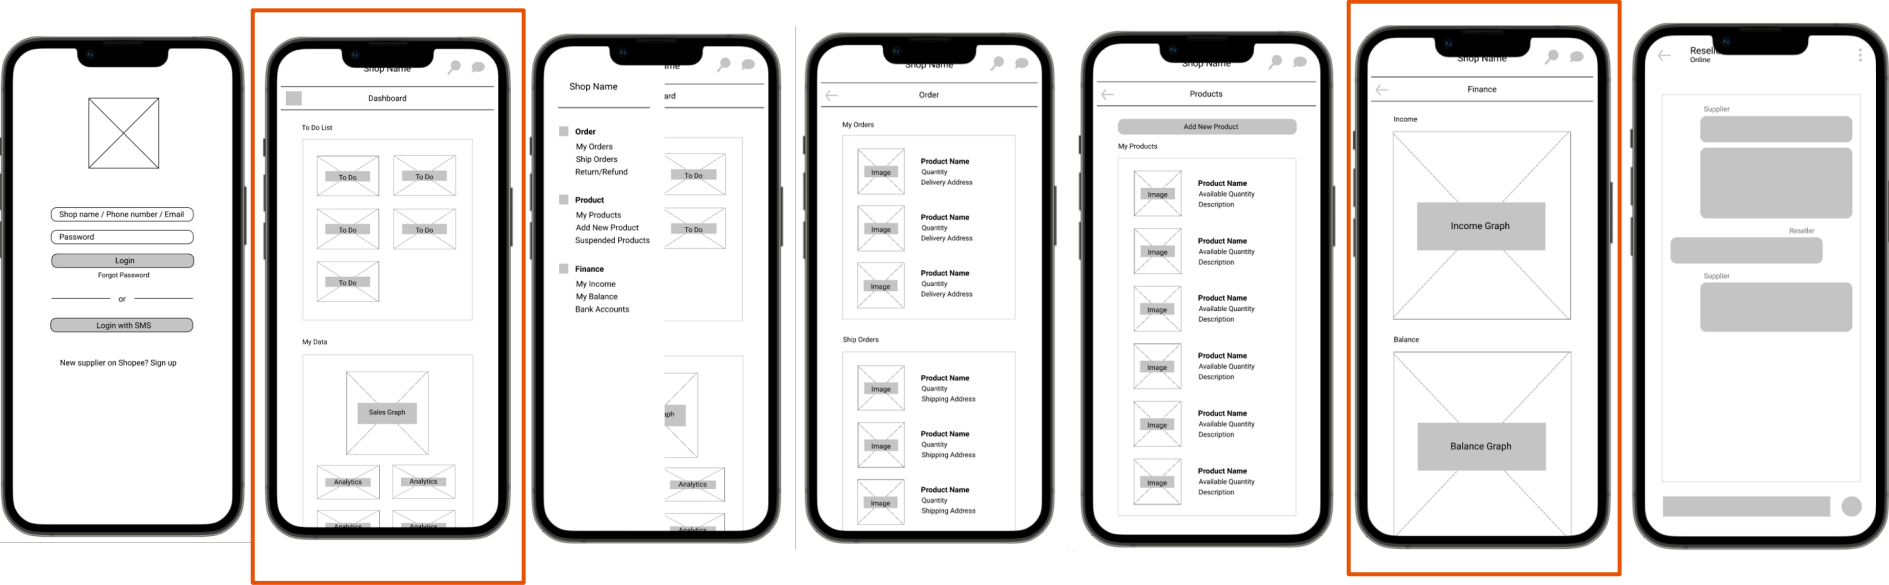 Shop name / Phone number / Email
Password
Login
Forgot Password
or
Login with SMS
New supplier on Shopee? Sign up
Shop Name
Dashboard
To Do List
To Do
To Do
To Do
To Do
To Do
My Data
Sales Graph
Analytics
Analytics
Analytics
Analytics
Shop Name
Order
My Orders
Ship Orders
Return/Refund
Product
My Products
Add New Product
Suspended Products
Finance
My Income
My Balance
Bank Accounts
me
ard
To Do
To Do
ph
Analytics
Analytics
Shop Name
Order
My Orders
Image
Product Name
Quantity
Delivery Address
Image
Product Name
Quantity
Delivery Address
Image
Product Name
Quantity
Delivery Address
Ship Orders
Image
Product Name
Quantity
Shipping Address
Image
Product Name
Quantity
Shipping Address
Image
Product Name
Quantity
Shipping Address
Shop Name
Products
Add New Product
My Products
Image
Product Name
Available Quantity
Description
Image
Product Name
Available Quantity
Description
Image
Product Name
Available Quantity
Description
Image
Product Name
Available Quantity
Description
Image
Product Name
Available Quantity
Description
Image
Product Name
Available Quantity
Description
Shop Name
Finance
Income
Income Graph
Balance
Balance Graph
Reselle
Online
Supplier
Reseller
Supplier